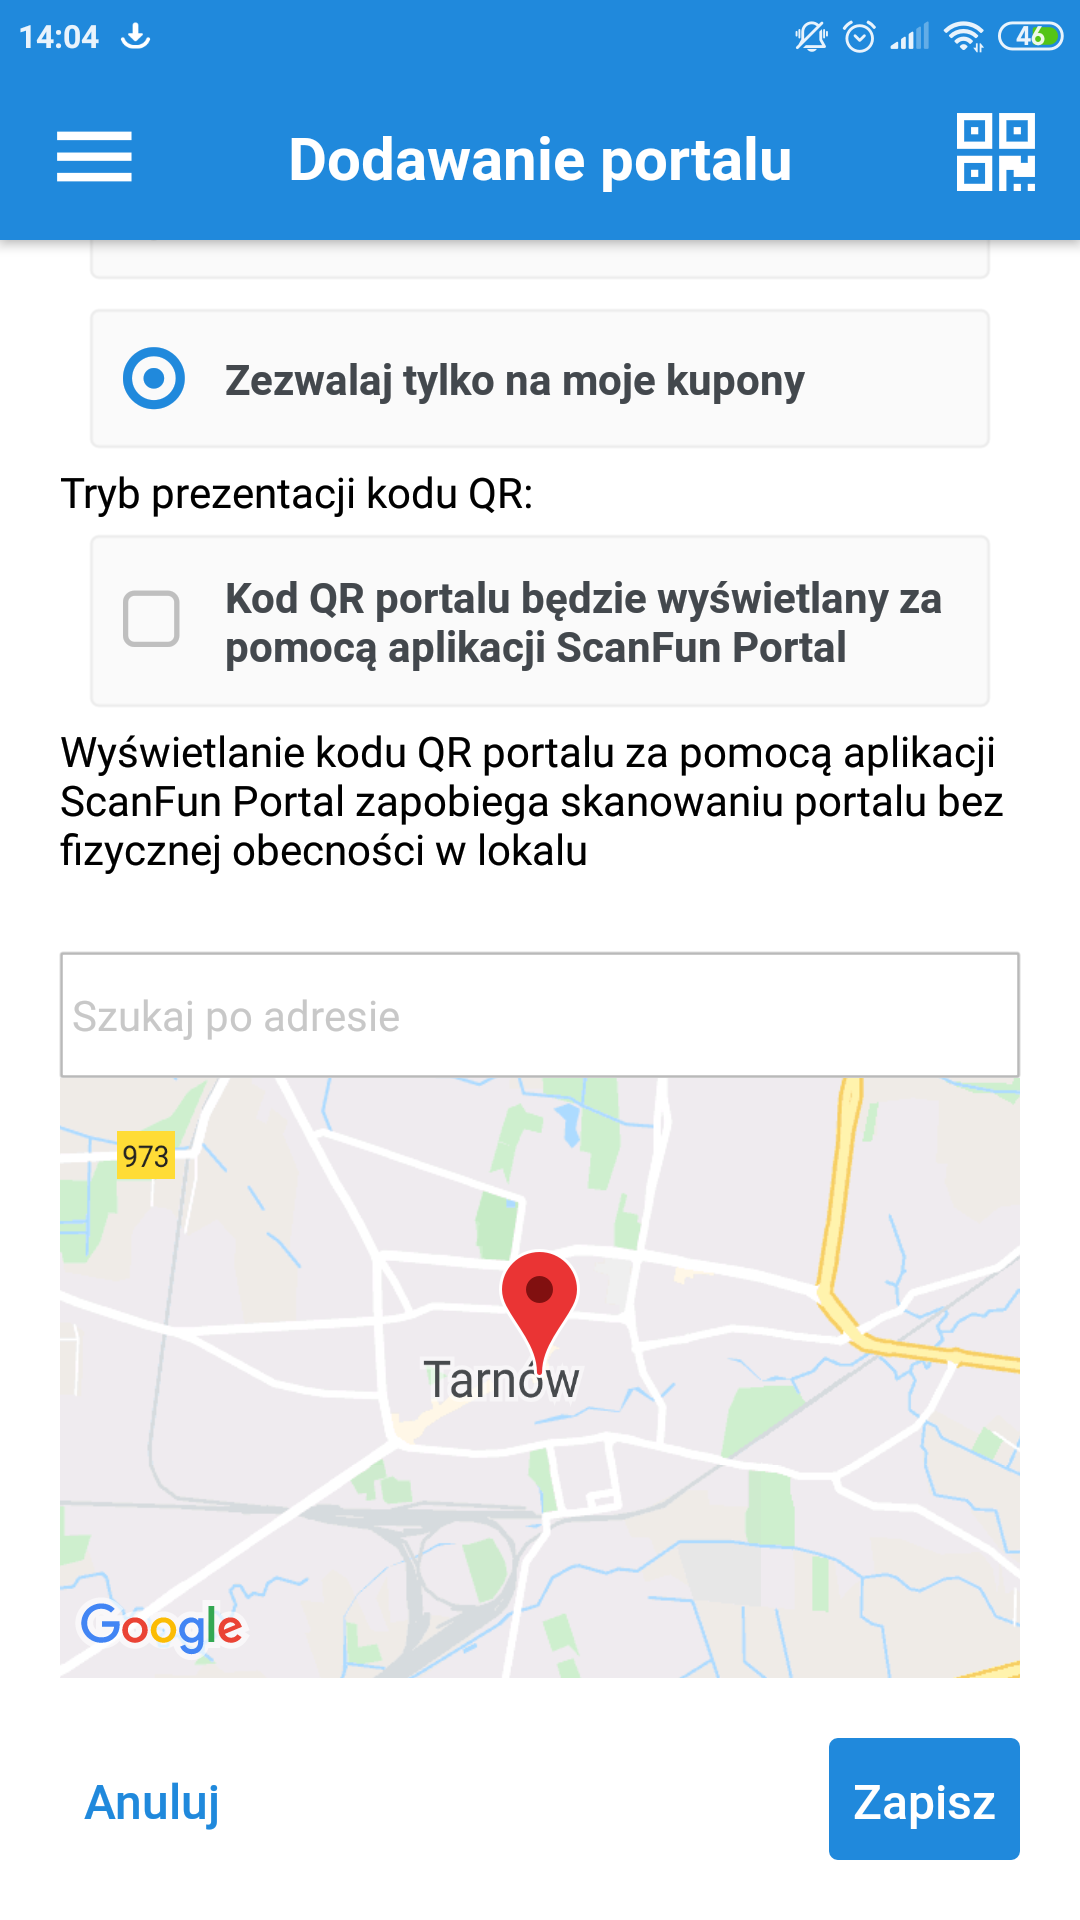 14:04
46
Dodawanie portalu
Zezwalaj tylko na moje kupony
Tryb prezentacji kodu QR:
Kod QR portalu będzie wyświetlany za
pomocą aplikacji ScanFun Portal
Wyświetlanie kodu QR portalu za pomocą aplikacji
ScanFun Portal zapobiega skanowaniu portalu bez
fizycznej obecności w lokalu
Szukaj po adresie
973
Tarnów
Google
Anuluj
Zapisz